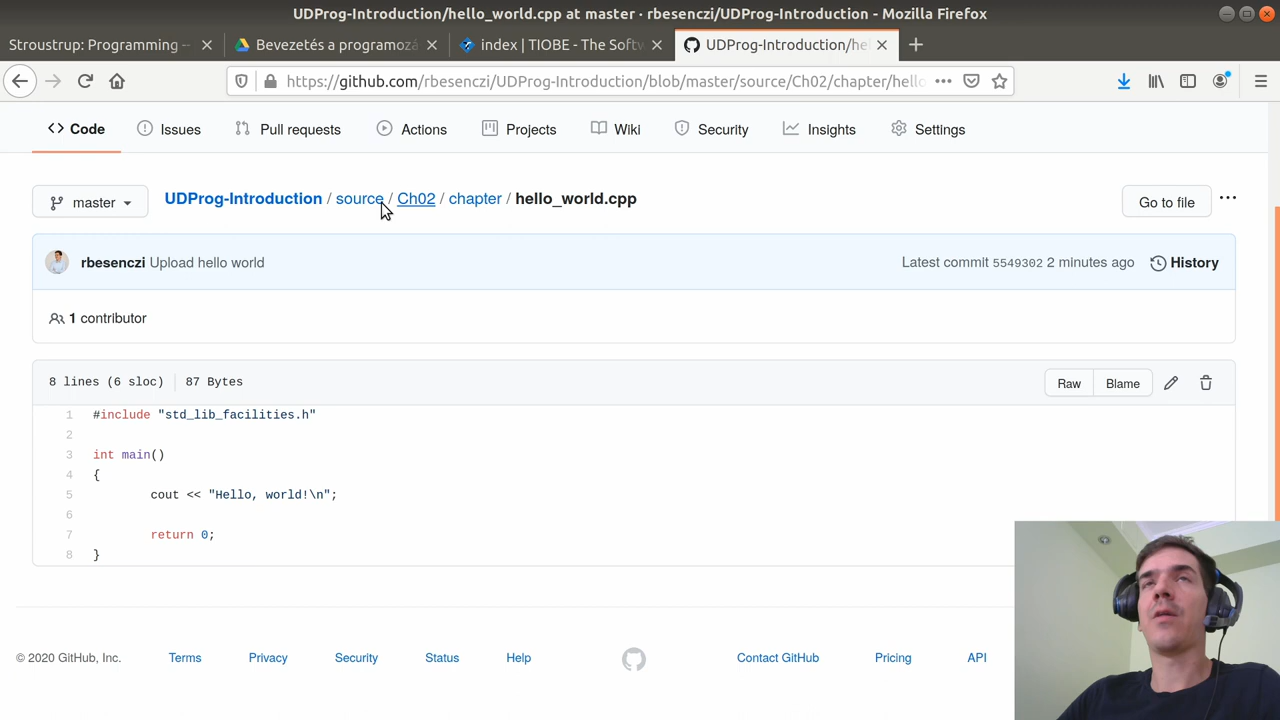 UDProg-Introduction/hello_world.cpp at master · rbesenczi/UDProg-Introduction - Mozilla Firefox
Stroustrup: Programming -- Bevezetés a programozá index | TIOBE - The Softw UDProg-Introduction/he
https://github.com/rbesenczi/UDProg-Introduction/blob/master/source/Ch02/chapter/hello
Code Issues Pull requests Actions Projects Wiki Security Insights Settings
master UDProg-Introduction / source / Ch02 / chapter / hello_world.cpp Go to file
rbesenczi Upload hello world Latest commit 5549302 2 minutes ago History
1 contributor
8 lines (6 sloc) 87 Bytes Raw Blame
1 #include "std_lib_facilities.h"
2
3 int main()
4 {
5 cout << "Hello, world!\n";
6
7 return 0;
8 }
© 2020 GitHub, Inc. Terms Privacy Security Status Help Contact GitHub Pricing API